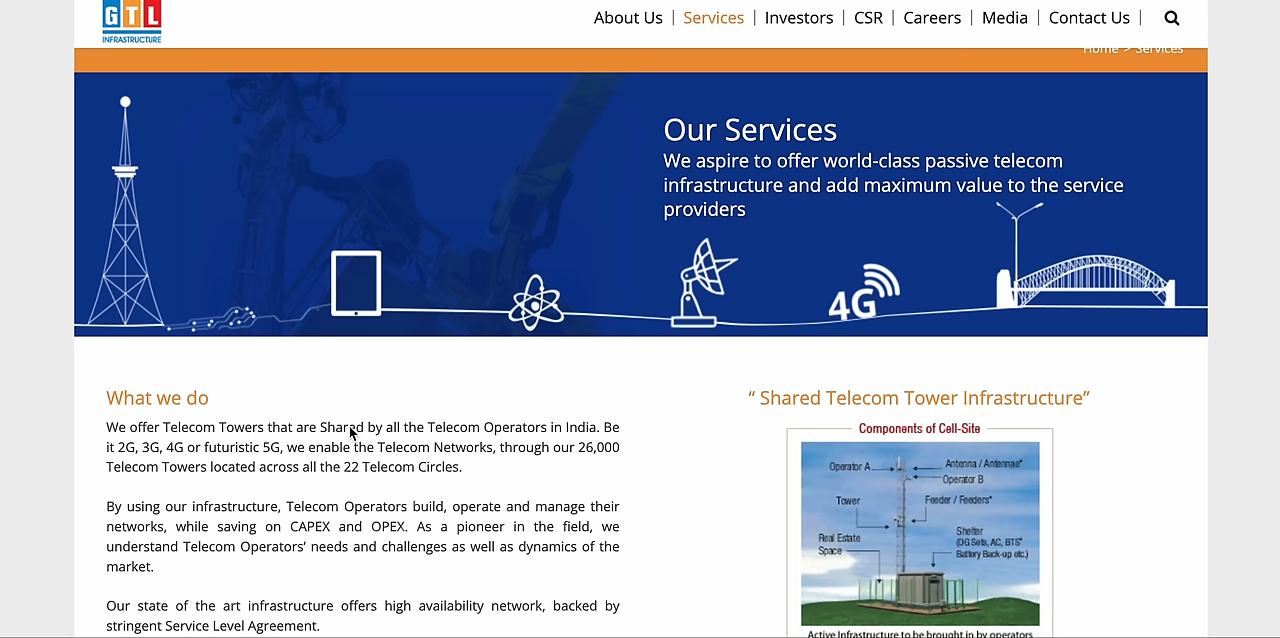 GTL
INFRASTRUCTURE
About Us | Services | Investors | CSR | Careers | Media | Contact Us |
Home > Services
Our Services
We aspire to offer world-class passive telecom
infrastructure and add maximum value to the service
providers
4G
What we do
We offer Telecom Towers that are Shared by all the Telecom Operators in India. Be
it 2G, 3G, 4G or futuristic 5G, we enable the Telecom Networks, through our 26,000
Telecom Towers located across all the 22 Telecom Circles.
By using our infrastructure, Telecom Operators build, operate and manage their
networks, while saving on CAPEX and OPEX. As a pioneer in the field, we
understand Telecom Operators’ needs and challenges as well as dynamics of the
market.
Our state of the art infrastructure offers high availability network, backed by
stringent Service Level Agreement.
“ Shared Telecom Tower Infrastructure”
Components of Cell-Site
Operator A
Antenna / Antennae*
Operator B
Tower
Feeder / Feeders*
Real Estate
Space
Shelter
(DG Sets, AC, BTS*
Battery Back-up etc.)
Active Infrastructure to be brought in by operators